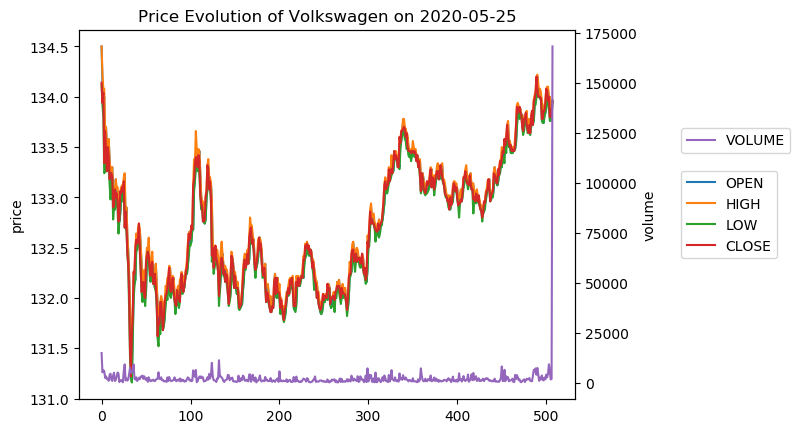 Price Evolution of Volkswagen on 2020-05-25
134.5
134.0
133.5
133.0
132.5
132.0
131.5
131.0
price
0
100
200
300
400
500
175000
150000
125000
100000
75000
50000
25000
0
volume
VOLUME
OPEN
HIGH
LOW
CLOSE